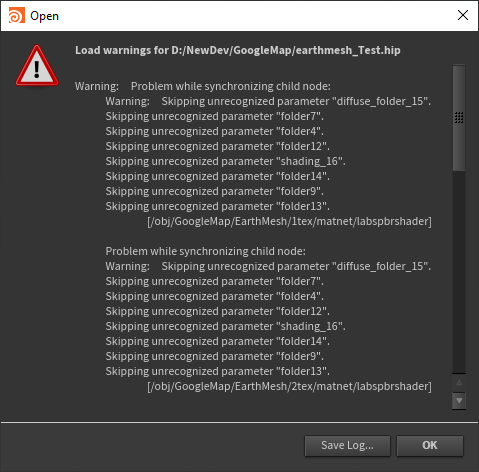 Open
Load warnings for D:/NewDev/GoogleMap/earthmesh_Test.hip
Warning: Problem while synchronizing child node:
Warning: Skipping unrecognized parameter "diffuse_folder_15".
Skipping unrecognized parameter "folder7".
Skipping unrecognized parameter "folder4".
Skipping unrecognized parameter "folder12".
Skipping unrecognized parameter "shading_16".
Skipping unrecognized parameter "folder14".
Skipping unrecognized parameter "folder9".
Skipping unrecognized parameter "folder13".
[/obj/GoogleMap/EarthMesh/1tex/matnet/labspbrshader]
Problem while synchronizing child node:
Warning: Skipping unrecognized parameter "diffuse_folder_15".
Skipping unrecognized parameter "folder7".
Skipping unrecognized parameter "folder4".
Skipping unrecognized parameter "folder12".
Skipping unrecognized parameter "shading_16".
Skipping unrecognized parameter "folder14".
Skipping unrecognized parameter "folder9".
Skipping unrecognized parameter "folder13".
[/obj/GoogleMap/EarthMesh/2tex/matnet/labspbrshader]
Save Log... OK